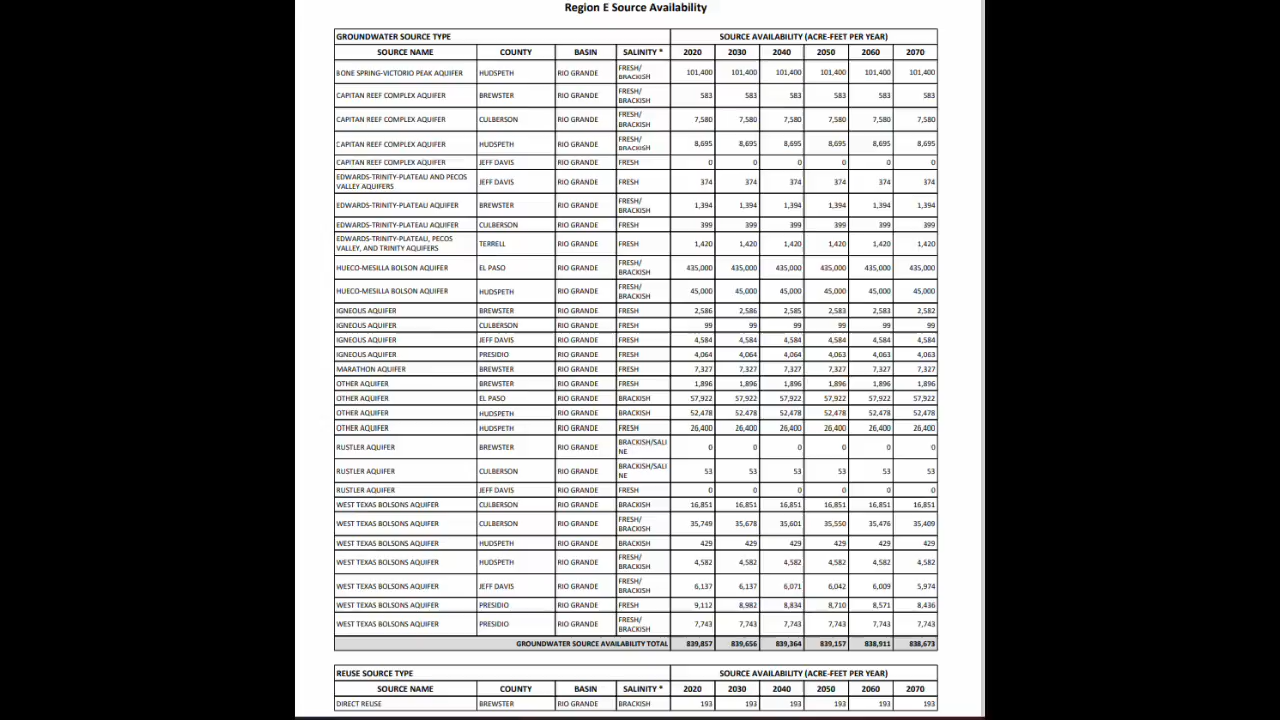 Region E Source Availability
GROUNDWATER SOURCE TYPE SOURCE AVAILABILITY (ACRE-FEET PER YEAR)
SOURCE NAME COUNTY BASIN SALINITY * 2020 2030 2040 2050 2060 2070
BONE SPRING-VICTORIO PEAK AQUIFER HUDSPETH RIO GRANDE FRESH/ BRACKISH 101,400 101,400 101,400 101,400 101,400 101,400
CAPITAN REEF COMPLEX AQUIFER BREWSTER RIO GRANDE FRESH/ BRACKISH 583 583 583 583 583 583
CAPITAN REEF COMPLEX AQUIFER CULBERSON RIO GRANDE FRESH/ BRACKISH 7,580 7,580 7,580 7,580 7,580 7,580
CAPITAN REEF COMPLEX AQUIFER HUDSPETH RIO GRANDE FRESH/ BRACKISH 8,695 8,695 8,695 8,695 8,695 8,695
CAPITAN REEF COMPLEX AQUIFER JEFF DAVIS RIO GRANDE FRESH 0 0 0 0 0 0
EDWARDS-TRINITY-PLATEAU AND PECOS VALLEY AQUIFERS JEFF DAVIS RIO GRANDE FRESH 374 374 374 374 374 374
EDWARDS-TRINITY-PLATEAU AQUIFER BREWSTER RIO GRANDE FRESH/ BRACKISH 1,394 1,394 1,394 1,394 1,394 1,394
EDWARDS-TRINITY-PLATEAU AQUIFER CULBERSON RIO GRANDE FRESH 399 399 399 399 399 399
EDWARDS-TRINITY-PLATEAU, PECOS VALLEY, AND TRINITY AQUIFERS TERRELL RIO GRANDE FRESH 1,420 1,420 1,420 1,420 1,420 1,420
HUECO-MESILLA BOLSON AQUIFER EL PASO RIO GRANDE FRESH/ BRACKISH 435,000 435,000 435,000 435,000 435,000 435,000
HUECO-MESILLA BOLSON AQUIFER HUDSPETH RIO GRANDE FRESH/ BRACKISH 45,000 45,000 45,000 45,000 45,000 45,000
IGNEOUS AQUIFER BREWSTER RIO GRANDE FRESH 2,586 2,586 2,585 2,583 2,583 2,582
IGNEOUS AQUIFER CULBERSON RIO GRANDE FRESH 99 99 99 99 99 99
IGNEOUS AQUIFER JEFF DAVIS RIO GRANDE FRESH 4,584 4,584 4,584 4,584 4,584 4,584
IGNEOUS AQUIFER PRESIDIO RIO GRANDE FRESH 4,064 4,064 4,064 4,063 4,063 4,063
MARATHON AQUIFER BREWSTER RIO GRANDE FRESH 7,327 7,327 7,327 7,327 7,327 7,327
OTHER AQUIFER BREWSTER RIO GRANDE FRESH 1,896 1,896 1,896 1,896 1,896 1,896
OTHER AQUIFER EL PASO RIO GRANDE BRACKISH 57,922 57,922 57,922 57,922 57,922 57,922
OTHER AQUIFER HUDSPETH RIO GRANDE BRACKISH 52,478 52,478 52,478 52,478 52,478 52,478
OTHER AQUIFER HUDSPETH RIO GRANDE FRESH 26,400 26,400 26,400 26,400 26,400 26,400
RUSTLER AQUIFER BREWSTER RIO GRANDE BRACKISH/SALI NE 0 0 0 0 0 0
RUSTLER AQUIFER CULBERSON RIO GRANDE BRACKISH/SALI NE 53 53 53 53 53 53
RUSTLER AQUIFER JEFF DAVIS RIO GRANDE FRESH 0 0 0 0 0 0
WEST TEXAS BOLSONS AQUIFER CULBERSON RIO GRANDE BRACKISH 16,851 16,851 16,851 16,851 16,851 16,851
WEST TEXAS BOLSONS AQUIFER CULBERSON RIO GRANDE FRESH/ BRACKISH 35,749 35,678 35,601 35,550 35,476 35,409
WEST TEXAS BOLSONS AQUIFER HUDSPETH RIO GRANDE BRACKISH 429 429 429 429 429 429
WEST TEXAS BOLSONS AQUIFER HUDSPETH RIO GRANDE FRESH/ BRACKISH 4,582 4,582 4,582 4,582 4,582 4,582
WEST TEXAS BOLSONS AQUIFER JEFF DAVIS RIO GRANDE FRESH/ BRACKISH 6,137 6,137 6,071 6,042 6,009 5,974
WEST TEXAS BOLSONS AQUIFER PRESIDIO RIO GRANDE FRESH 9,112 8,982 8,834 8,710 8,571 8,436
WEST TEXAS BOLSONS AQUIFER PRESIDIO RIO GRANDE FRESH/ BRACKISH 7,743 7,743 7,743 7,743 7,743 7,743
GROUNDWATER SOURCE AVAILABILITY TOTAL 839,857 839,656 839,364 839,157 838,911 838,673
REUSE SOURCE TYPE SOURCE AVAILABILITY (ACRE-FEET PER YEAR)
SOURCE NAME COUNTY BASIN SALINITY * 2020 2030 2040 2050 2060 2070
DIRECT REUSE BREWSTER RIO GRANDE BRACKISH 193 193 193 193 193 193